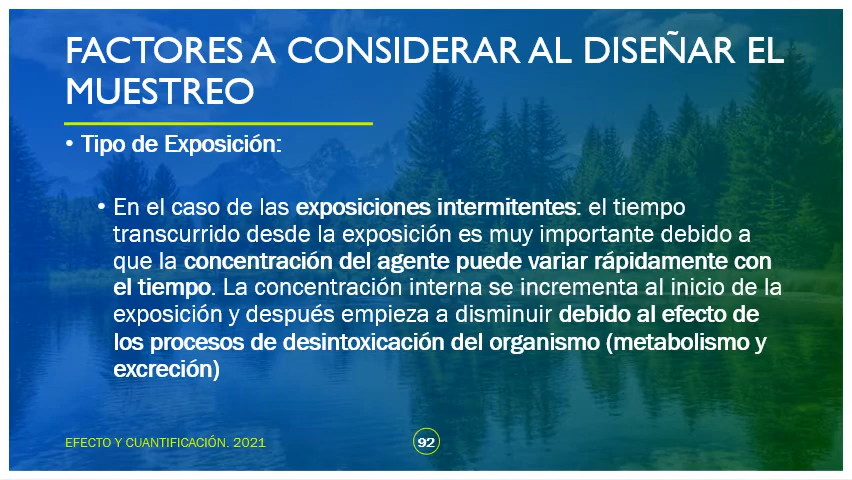 FACTORES A CONSIDERAR AL DISEÑAR EL
MUESTREO
• Tipo de Exposición:
• En el caso de las exposiciones intermitentes: el tiempo
transcurrido desde la exposición es muy importante debido a
que la concentración del agente puede variar rápidamente con
el tiempo. La concentración interna se incrementa al inicio de la
exposición y después empieza a disminuir debido al efecto de
los procesos de desintoxicación del organismo (metabolismo y
excreción)
EFECTO Y CUANTIFICACIÓN. 2021
92